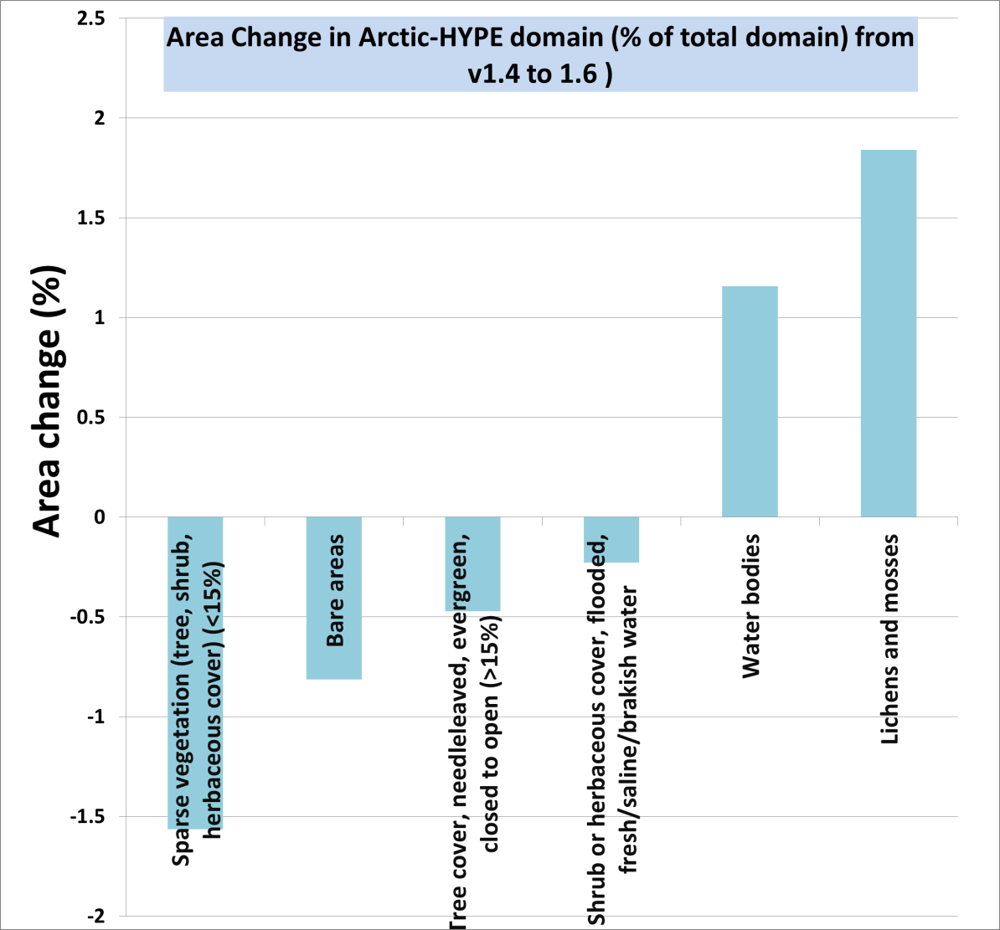 Area Change in Arctic-HYPE domain (% of total domain) from
v1.4 to 1.6 )
Area change (%)
2.5
2
1.5
1
0.5
0
-0.5
-1
-1.5
-2
Sparse vegetation (tree, shrub,
herbaceous cover) (<15%)
Bare areas
Tree cover, needleleaved, evergreen,
closed to open (>15%)
Shrub or herbaceous cover, flooded,
fresh/saline/brakish water
Water bodies
Lichens and mosses